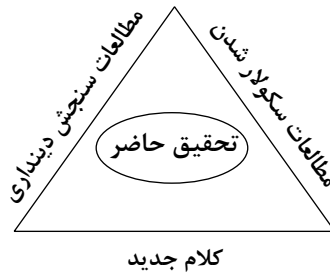 مطالعات سکولار شدن
مطالعات سنجش دینداری
تحقیق حاضر
کلام جدید